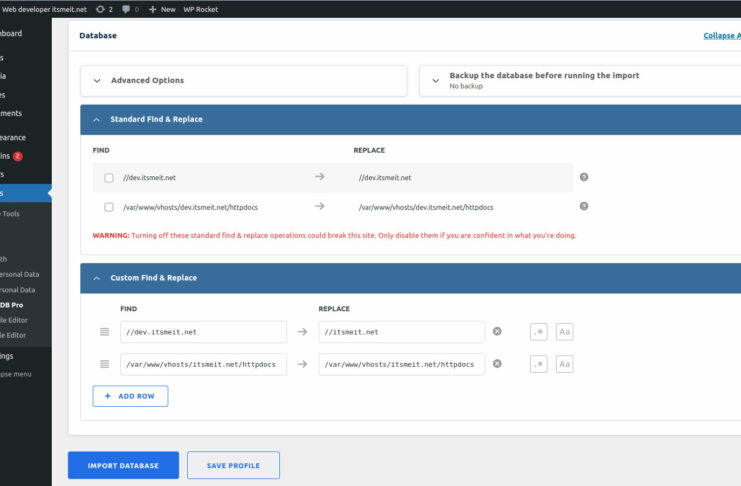 Web developer itsmeit.net 2 0 New WP Rocket
Database
Collapse A
Advanced Options
Backup the database before running the import
No backup
Standard Find & Replace
FIND REPLACE
//dev.itsmeit.net //dev.itsmeit.net
/var/www/vhosts/dev.itsmeit.net/httpdocs /var/www/vhosts/dev.itsmeit.net/httpdocs
WARNING: Turning off these standard find & replace operations could break this site. Only disable them if you are confident in what you're doing.
Custom Find & Replace
FIND REPLACE
//dev.itsmeit.net //itsmeit.net .* Aa
/var/www/vhosts/itsmeit.net/httpdocs /var/www/vhosts/itsmeit.net/httpdocs .* Aa
+ ADD ROW
IMPORT DATABASE SAVE PROFILE
hboard
s
ia
es
ments
earance
ins 2
rs
s
Tools
th
ersonal Data
rsonal Data
DB Pro
le Editor
le Editor
ings
pse menu